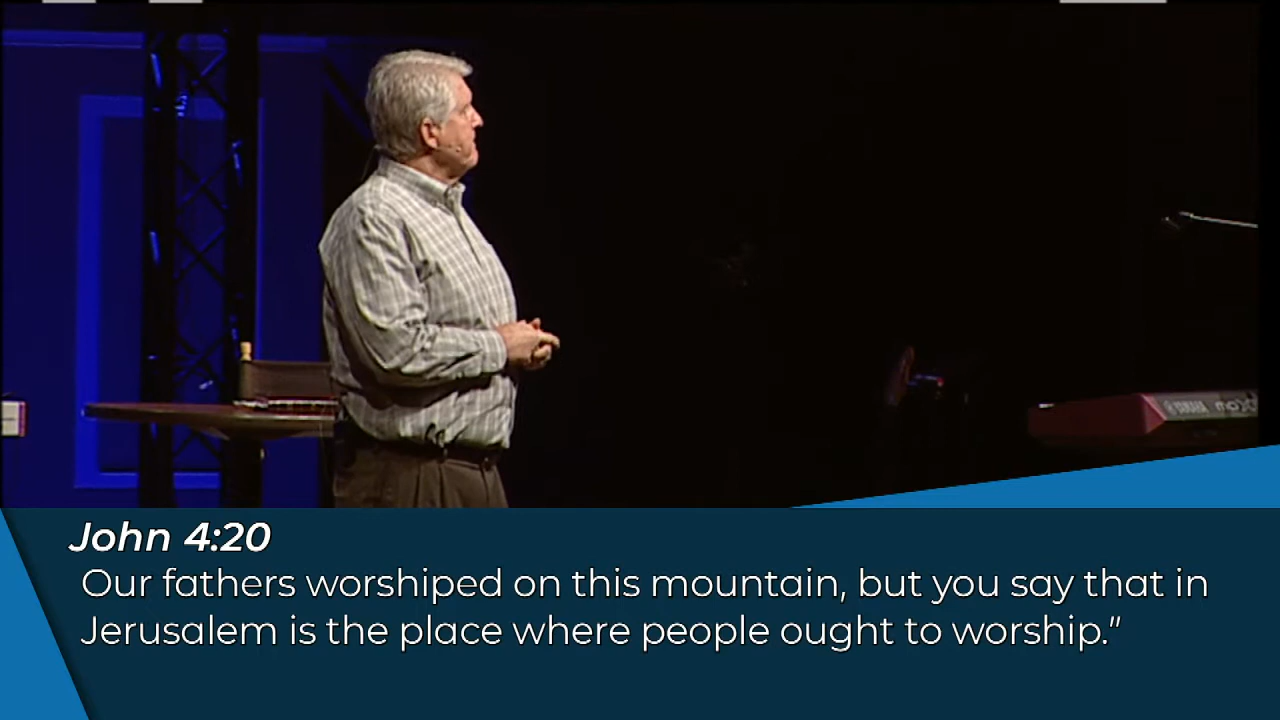 John 4:20
Our fathers worshiped on this mountain, but you say that in
Jerusalem is the place where people ought to worship.”